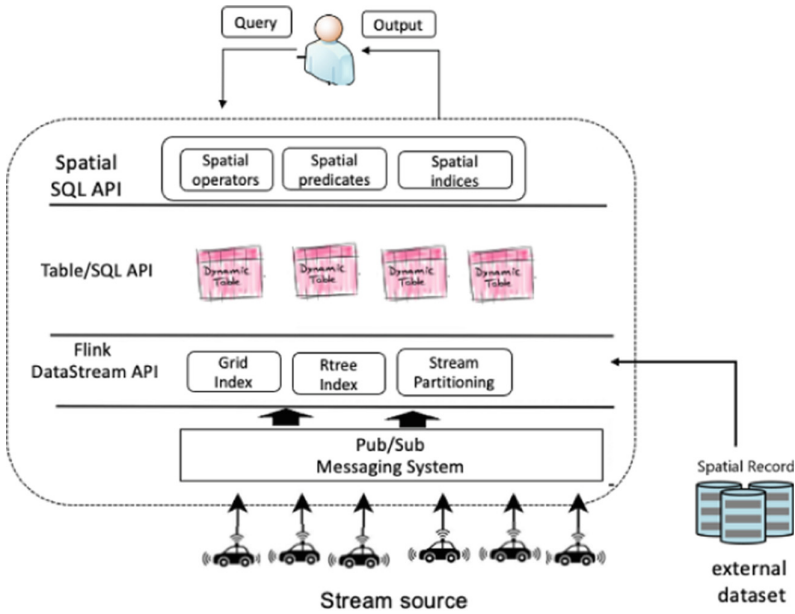 Query
Output
Spatial
SQL API
Spatial
operators
Spatial
predicates
Spatial
indices
Table/SQL API
Dynamic
Table
Dynamic
Table
Dynamic
Table
Dynamic
Table
Flink
DataStream API
Grid
Index
Rtree
Index
Stream
Partitioning
Pub/Sub
Messaging System
Spatial Record
external
dataset
Stream source